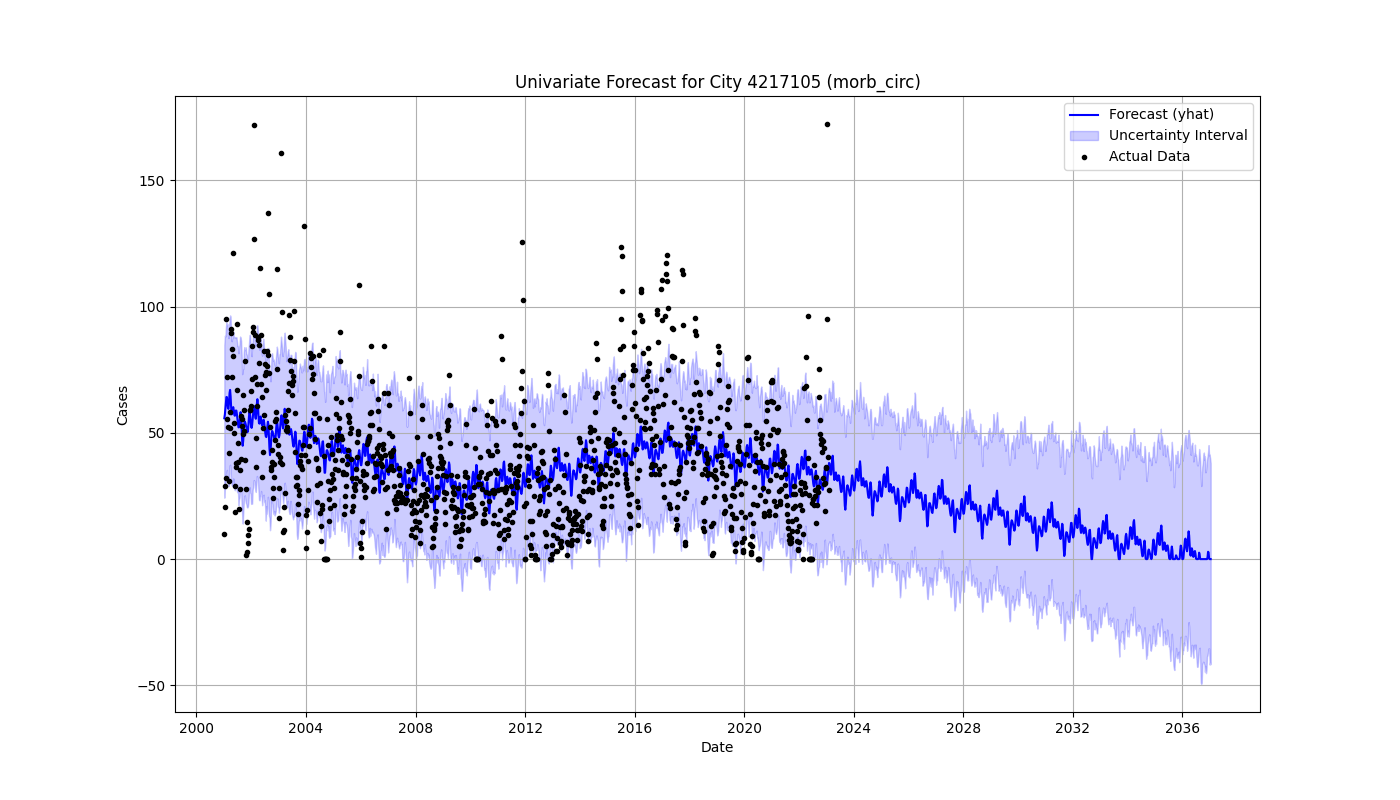 Univariate Forecast for City 4217105 (morb_circ)
Forecast (yhat)
Uncertainty Interval
Actual Data
Cases
150
100
50
0
−50
2000 2004 2008 2012 2016 2020 2024 2028 2032 2036
Date